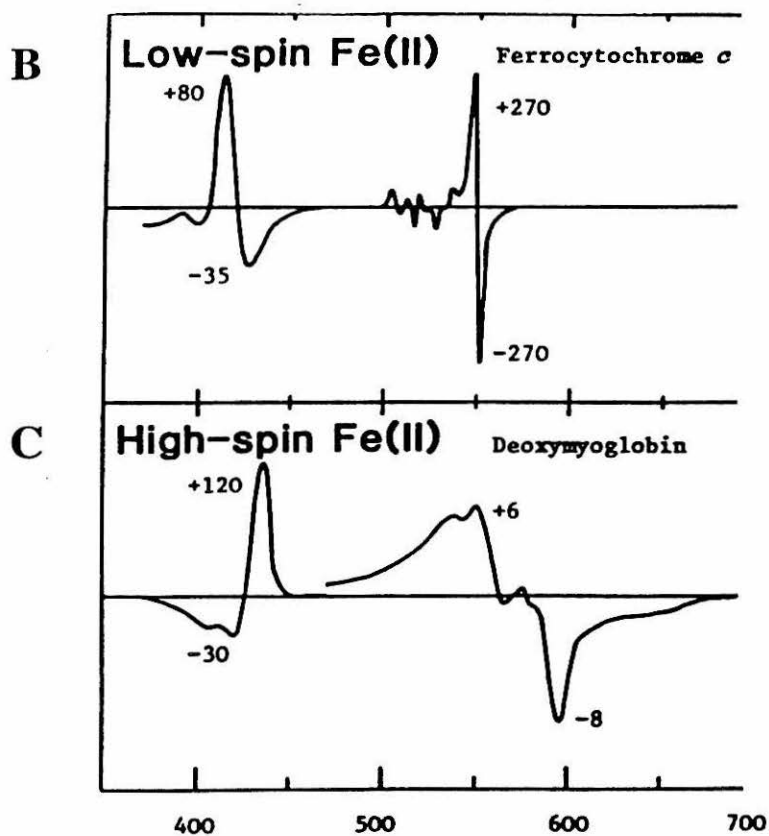 B
Low-spin Fe(II) Ferrocytochrome c
+80
+270
-35
-270
C
High-spin Fe(II) Deoxymyoglobin
+120
+6
-30
-8
400 500 600 700